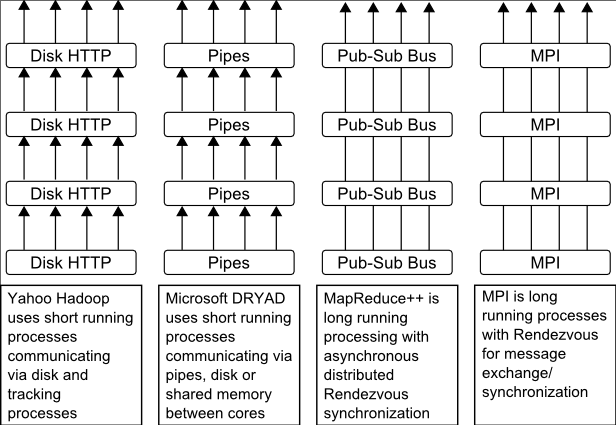 Disk HTTP
Pipes
Pub-Sub Bus
MPI
Disk HTTP
Pipes
Pub-Sub Bus
MPI
Disk HTTP
Pipes
Pub-Sub Bus
MPI
Disk HTTP
Pipes
Pub-Sub Bus
MPI
Yahoo Hadoop
uses short running
processes
communicating
via disk and
tracking
processes
Microsoft DRYAD
uses short running
processes
communicating via
pipes, disk or
shared memory
between cores
MapReduce++ is
long running
processing with
asynchronous
distributed
Rendezvous
synchronization
MPI is long
running processes
with Rendezvous
for message
exchange/
synchronization